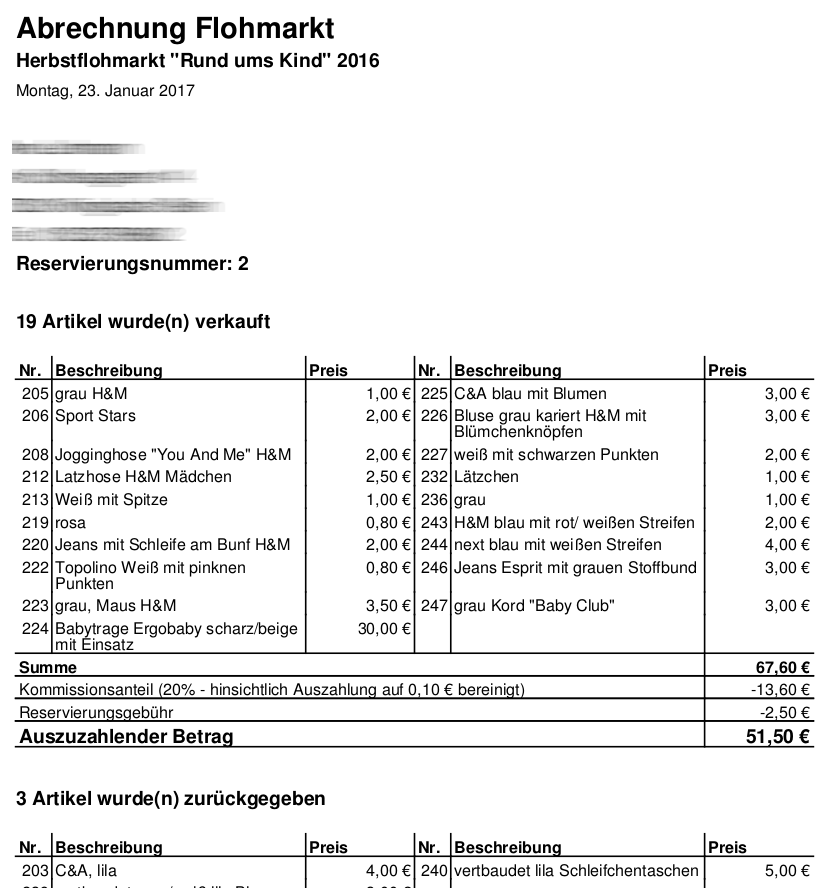 Abrechnung Flohmarkt
Herbstflohmarkt "Rund ums Kind" 2016
Montag, 23. Januar 2017
Reservierungsnummer: 2
19 Artikel wurde(n) verkauft
Nr. Beschreibung Preis Nr. Beschreibung Preis
205 grau H&M 1,00 € 225 C&A blau mit Blumen 3,00 €
206 Sport Stars 2,00 € 226 Bluse grau kariert H&M mit 3,00 €
Blümchenknöpfen
208 Jogginghose "You And Me" H&M 2,00 € 227 weiß mit schwarzen Punkten 2,00 €
212 Latzhose H&M Mädchen 2,50 € 232 Lätzchen 1,00 €
213 Weiß mit Spitze 1,00 € 236 grau 1,00 €
219 rosa 0,80 € 243 H&M blau mit rot/ weißen Streifen 2,00 €
220 Jeans mit Schleife am Bunf H&M 2,00 € 244 next blau mit weißen Streifen 4,00 €
222 Topolino Weiß mit pinknen 0,80 € 246 Jeans Esprit mit grauen Stoffbund 3,00 €
Punkten
223 grau, Maus H&M 3,50 € 247 grau Kord "Baby Club" 3,00 €
224 Babytrage Ergobaby scharz/beige 30,00 €
mit Einsatz
Summe 67,60 €
Kommissionsanteil (20% - hinsichtlich Auszahlung auf 0,10 € bereinigt) -13,60 €
Reservierungsgebühr -2,50 €
Auszuzahlender Betrag 51,50 €
3 Artikel wurde(n) zurückgegeben
Nr. Beschreibung Preis Nr. Beschreibung Preis
203 C&A, lila 4,00 € 240 vertbaudet lila Schleifchentaschen 5,00 €